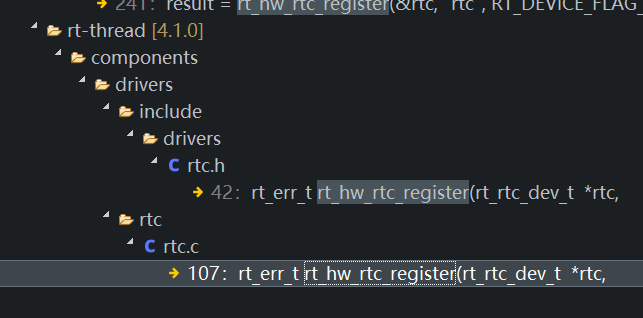 241: result = rt_hw_rtc_register(&rtc, "rtc", RT_DEVICE_FLAG_
rt-thread [4.1.0]
components
drivers
include
drivers
rtc.h
42: rt_err_t rt_hw_rtc_register(rt_rtc_dev_t *rtc,
rtc
rtc.c
107: rt_err_t rt_hw_rtc_register(rt_rtc_dev_t *rtc,